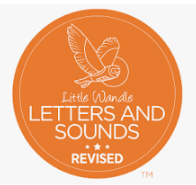 Little Wandle
LETTERS AND
SOUNDS
REVISED
TM